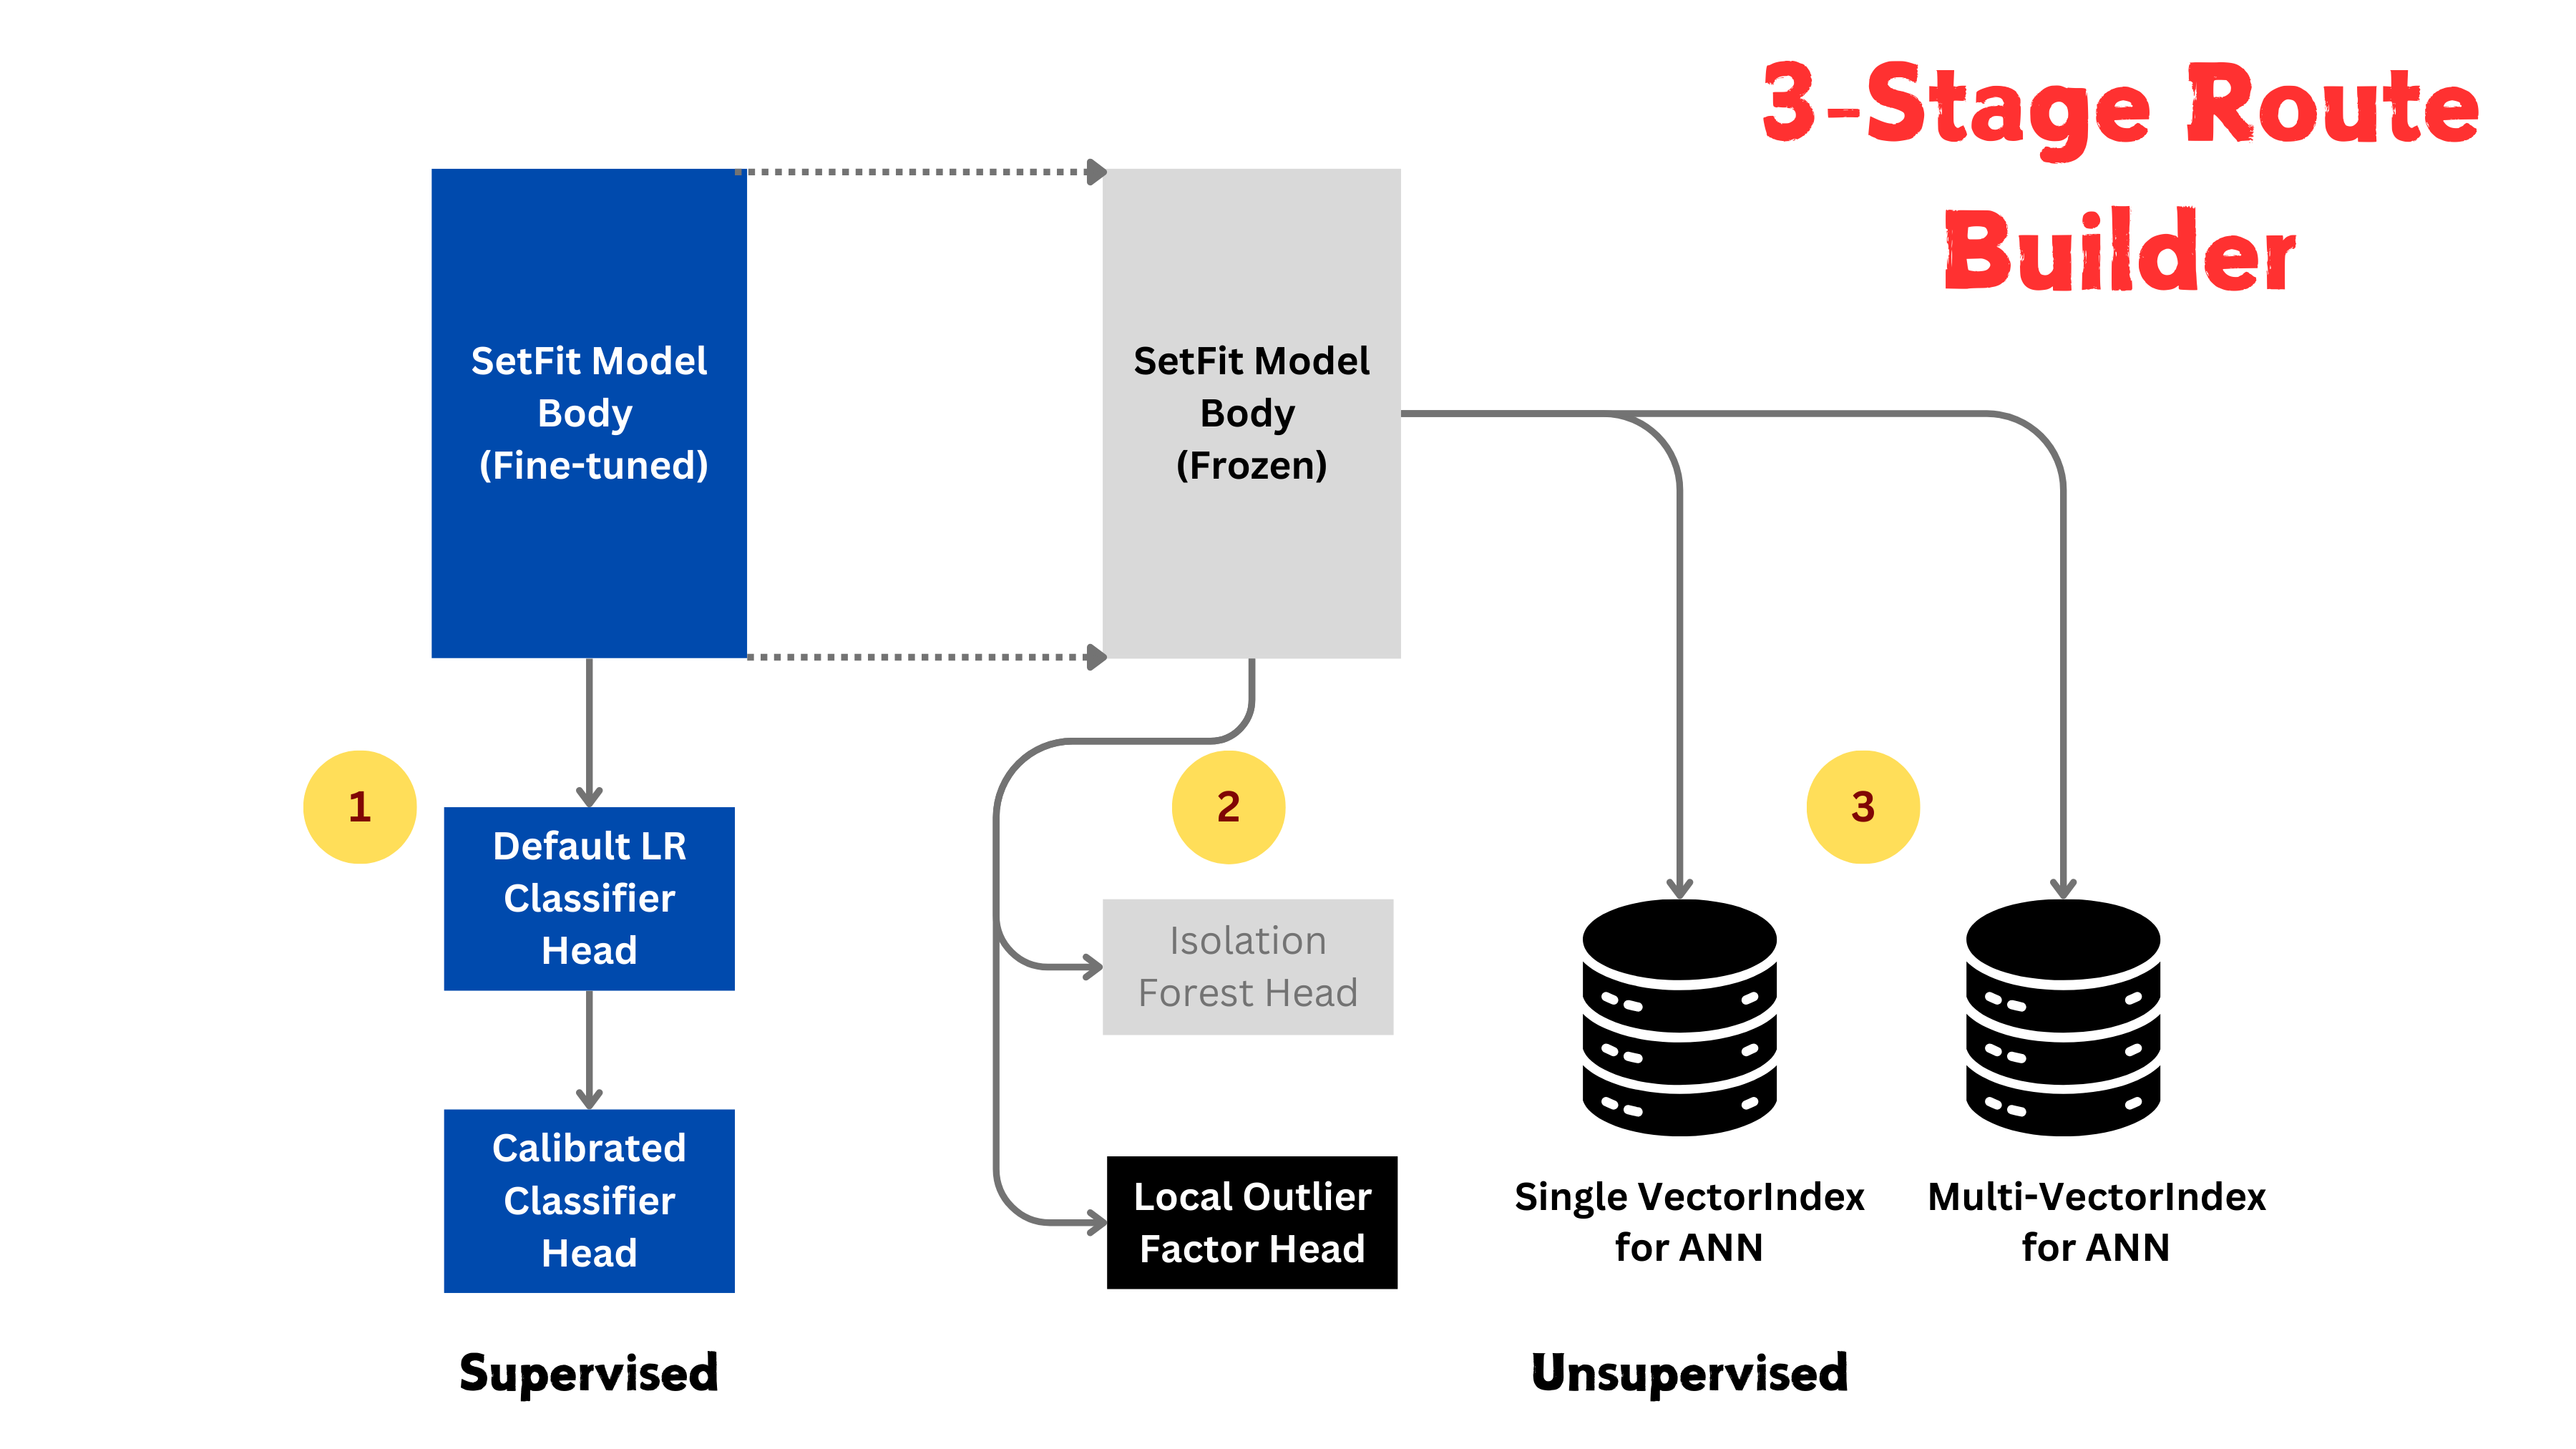 3-Stage Route
Builder
SetFit Model
Body
(Fine-tuned)
SetFit Model
Body
(Frozen)
1
2
3
Default LR
Classifier
Head
Isolation
Forest Head
Calibrated
Classifier
Head
Local Outlier
Factor Head
Single VectorIndex
for ANN
Multi-VectorIndex
for ANN
Supervised
Unsupervised